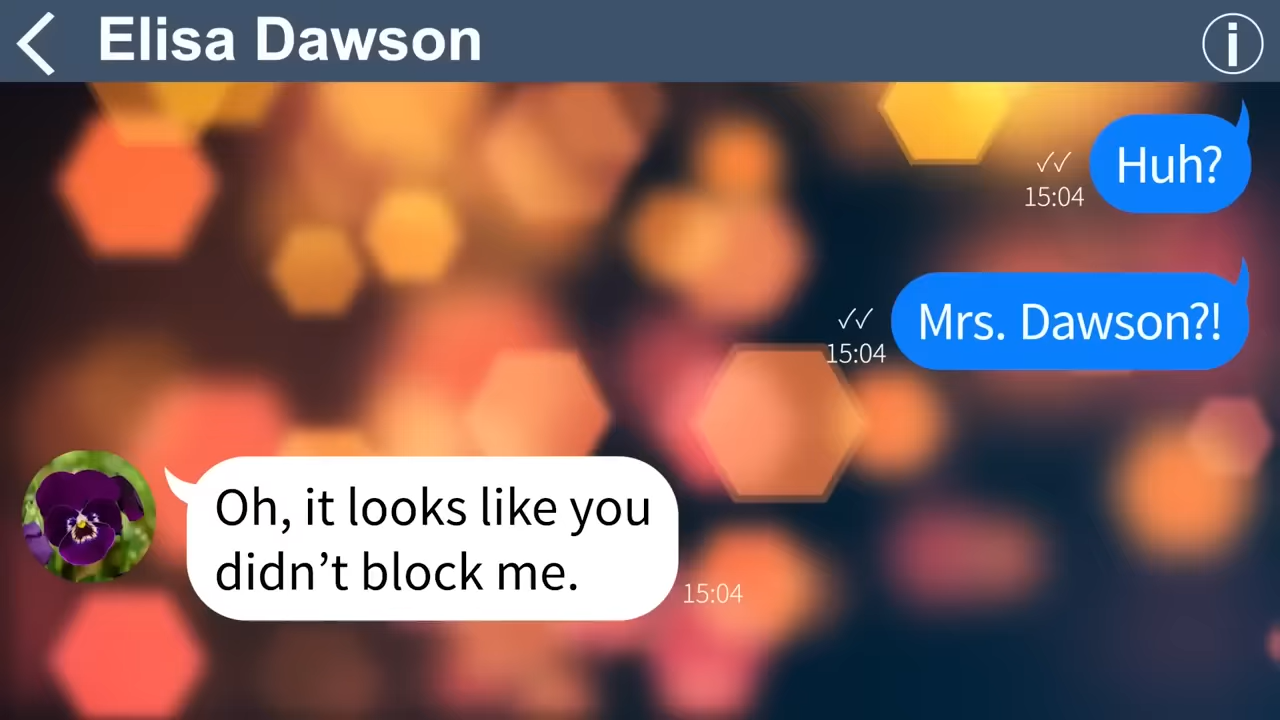 Elisa Dawson
Huh?
15:04
Mrs. Dawson?!
15:04
Oh, it looks like you
didn’t block me.
15:04